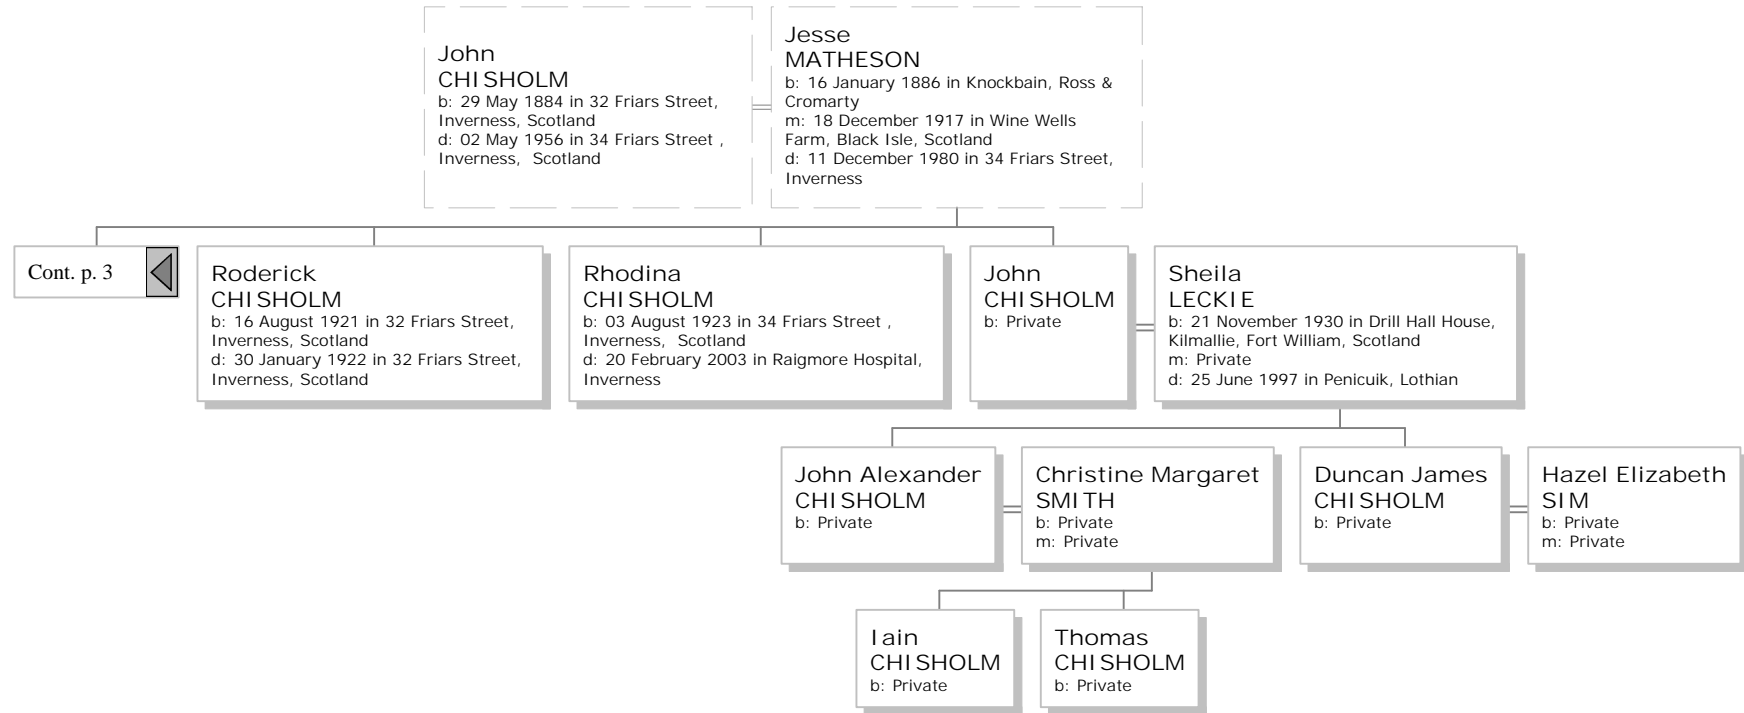 John
CHISHOLM
b: 29 May 1884 in 32 Friars Street,
Inverness, Scotland
d: 02 May 1956 in 34 Friars Street ,
Inverness,  Scotland
Jesse
MATHESON
b: 16 January 1886 in Knockbain, Ross &
Cromarty
m: 18 December 1917 in Wine Wells
Farm, Black Isle, Scotland
d: 11 December 1980 in 34 Friars Street,
Inverness
Cont. p. 3
Roderick
CHISHOLM
b: 16 August 1921 in 32 Friars Street,
Inverness, Scotland
d: 30 January 1922 in 32 Friars Street,
Inverness, Scotland
Rhodina
CHISHOLM
b: 03 August 1923 in 34 Friars Street ,
Inverness,  Scotland
d: 20 February 2003 in Raigmore Hospital,
Inverness
John
CHISHOLM
b: Private
Sheila
LECKIE
b: 21 November 1930 in Drill Hall House,
Kilmallie, Fort William, Scotland
m: Private
d: 25 June 1997 in Penicuik, Lothian
John Alexander
CHISHOLM
b: Private
Christine Margaret
SMITH
b: Private
m: Private
Duncan James
CHISHOLM
b: Private
Hazel Elizabeth
SIM
b: Private
m: Private
Iain
CHISHOLM
b: Private
Thomas
CHISHOLM
b: Private